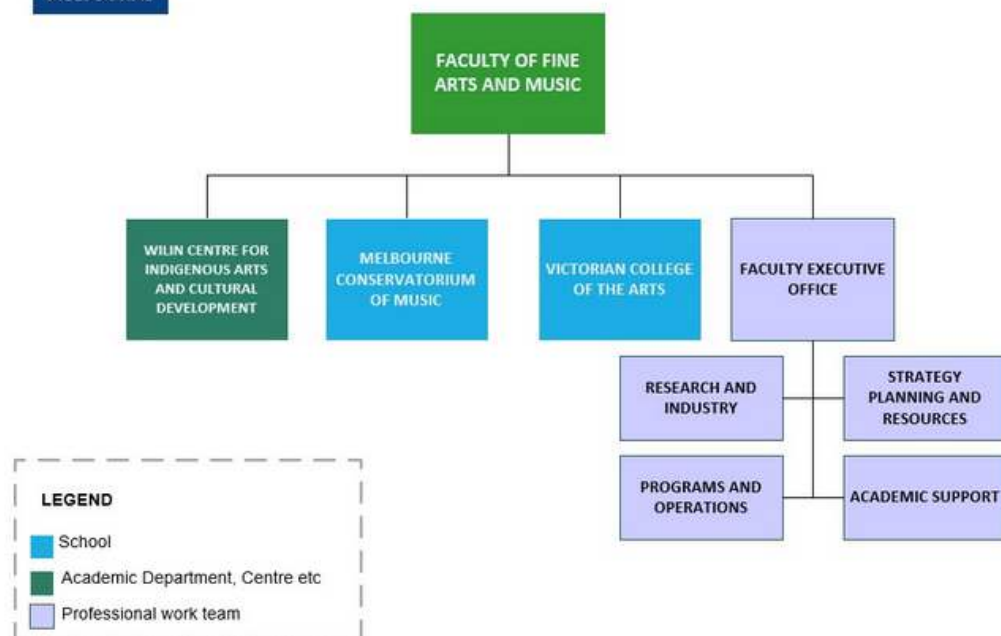 FACULTY OF FINE
ARTS AND MUSIC
WILIN CENTRE FOR
INDIGENOUS ARTS
AND CULTURAL
DEVELOPMENT
MELBOURNE
CONSERVATORIUM
OF MUSIC
VICTORIAN COLLEGE
OF THE ARTS
FACULTY EXECUTIVE
OFFICE
RESEARCH AND
INDUSTRY
STRATEGY
PLANNING AND
RESOURCES
PROGRAMS AND
OPERATIONS
ACADEMIC SUPPORT
LEGEND
School
Academic Department, Centre etc
Professional work team